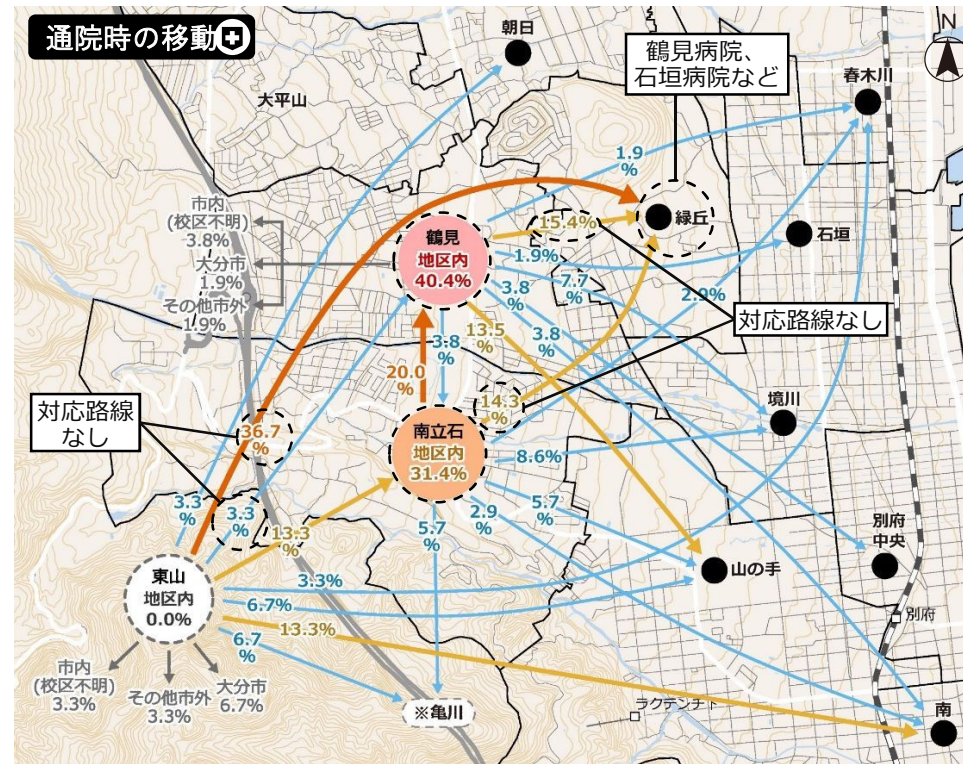 通院時の移動
朝日
N
鶴見病院、
石垣病院など
春木川
大平山
1.9
%
市内
(校区不明)
3.8%
大分市
1.9%
その他市外
1.9%
鶴見
地区内
40.4%
15.4%
緑丘
石垣
1.9%
7.7
%
3.8
%
2.9%
対応路線なし
13.5
%
3.8
%
3.8
%
20.0
%
対応路線
なし
14.3
%
境川
36.7
%
南立石
地区内
31.4%
8.6%
3.3
%
3.3
%
13.3
%
5.7
%
2.9
%
5.7
%
別府
中央
東山
地区内
0.0%
3.3%
6.7%
山の手
13.3%
別府
6.7
%
市内
(校区不明)
3.3%
その他市外
3.3%
大分市
6.7%
※亀川
ラクテンチ
南